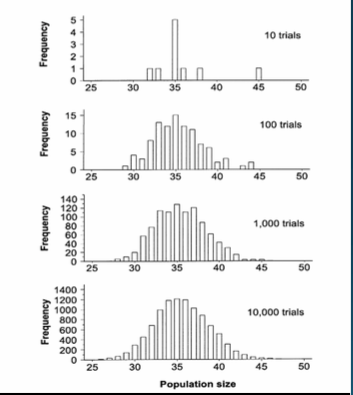 5
4
3
2
1
0
Frequency
10 trials
25 30 35 40 45 50
15
10
5
0
Frequency
100 trials
25 30 35 40 45 50
140
120
100
80
60
40
20
0
Frequency
1,000 trials
25 30 35 40 45 50
1400
1200
1000
800
600
400
200
0
Frequency
10,000 trials
25 30 35 40 45 50
Population size